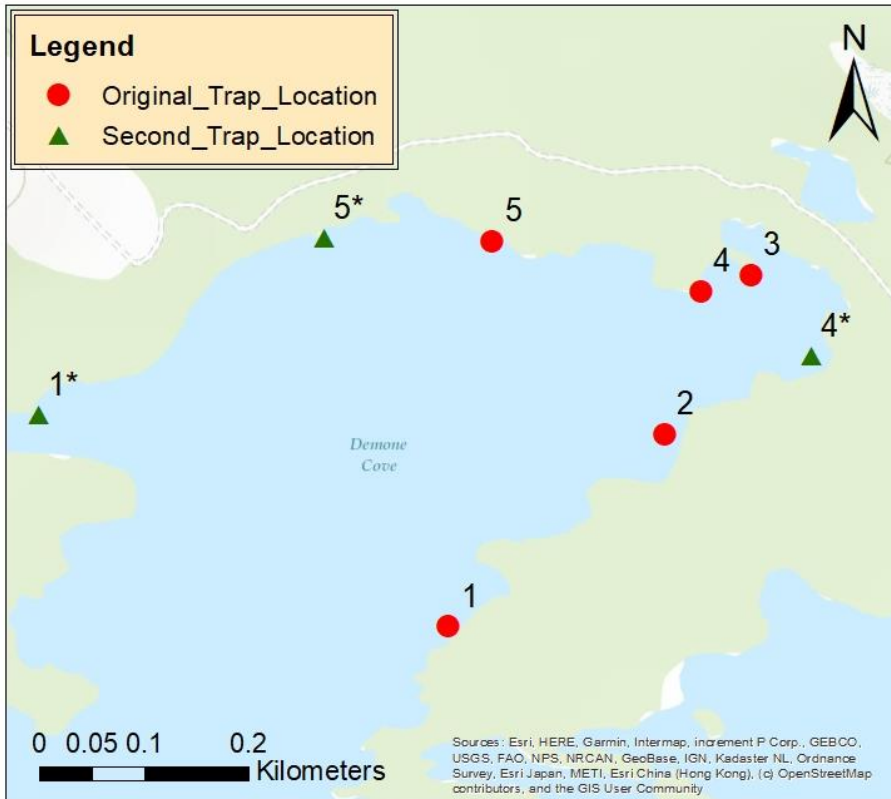 Legend
Original_Trap_Location
Second_Trap_Location
N
5*
5
3
4
4*
1*
2
Demone
Cove
1
0 0.05 0.1 0.2
Kilometers
Sources: Esri, HERE, Garmin, Intermap, increment P Corp., GEBCO,
USGS, FAO, NPS, NRCAN, GeoBase, IGN, Kadaster NL, Ordnance
Survey, Esri Japan, METI, Esri China (Hong Kong), (c) OpenStreetMap
contributors, and the GIS User Community